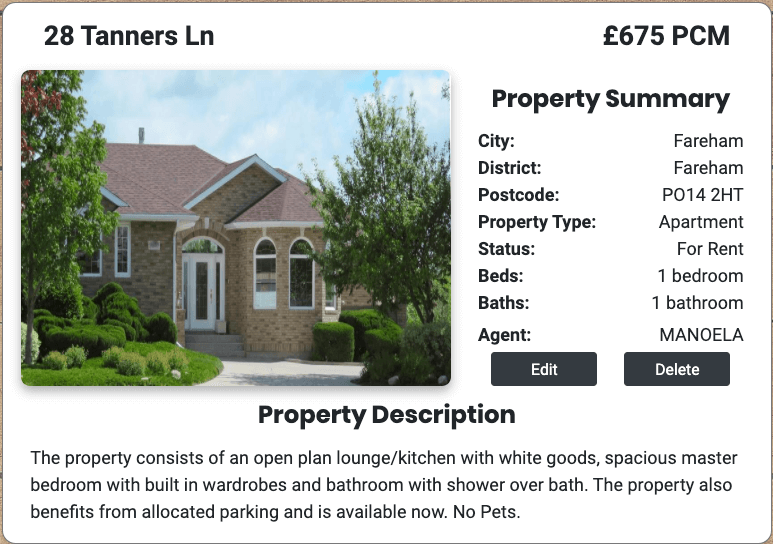 28 Tanners Ln £675 PCM
Property Summary
City: Fareham
District: Fareham
Postcode: PO14 2HT
Property Type: Apartment
Status: For Rent
Beds: 1 bedroom
Baths: 1 bathroom
Agent: MANOELA
Edit Delete
Property Description
The property consists of an open plan lounge/kitchen with white goods, spacious master
bedroom with built in wardrobes and bathroom with shower over bath. The property also
benefits from allocated parking and is available now. No Pets.